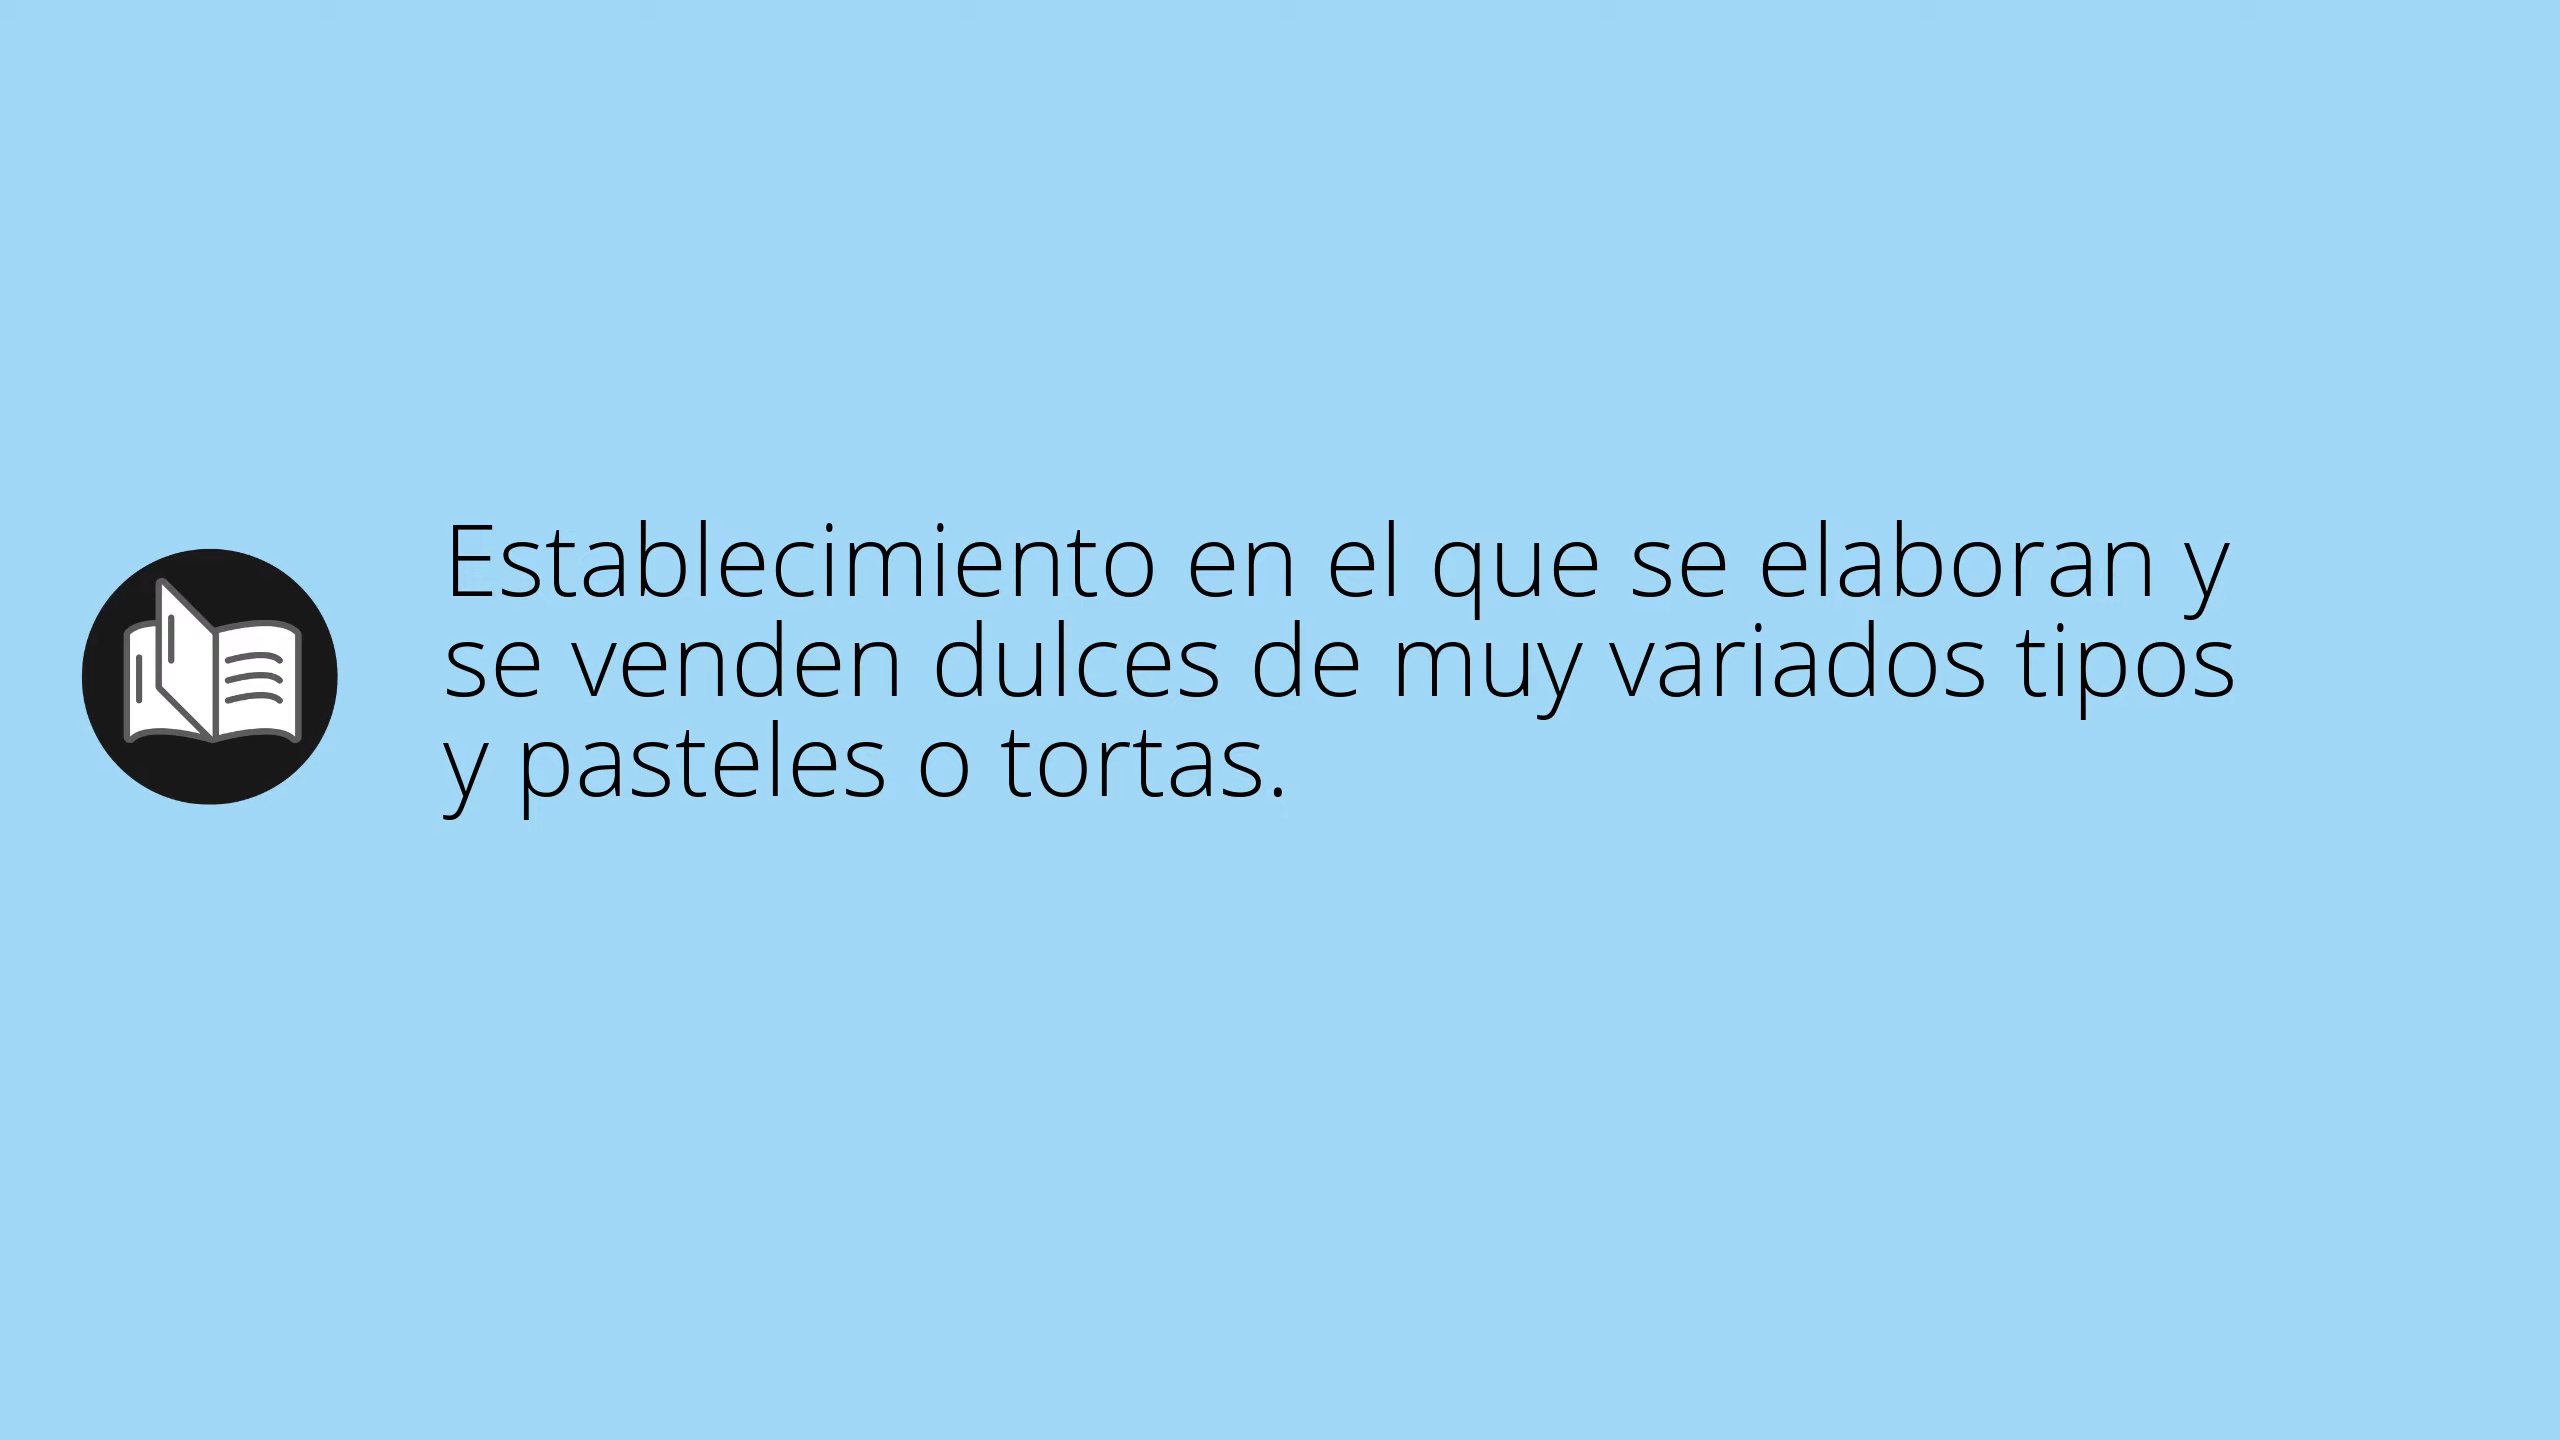 Establecimiento en el que se elaboran y
se venden dulces de muy variados tipos
y pasteles o tortas.